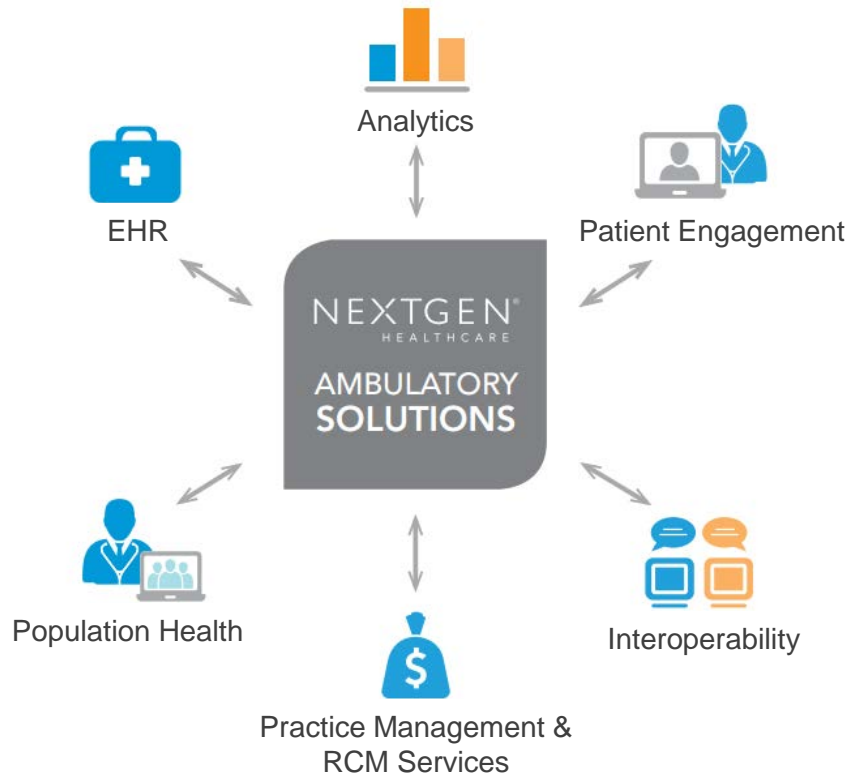 Analytics
EHR
Patient Engagement
NEXTGEN®
HEALTHCARE
AMBULATORY
SOLUTIONS
Population Health
Interoperability
$
Practice Management &
RCM Services